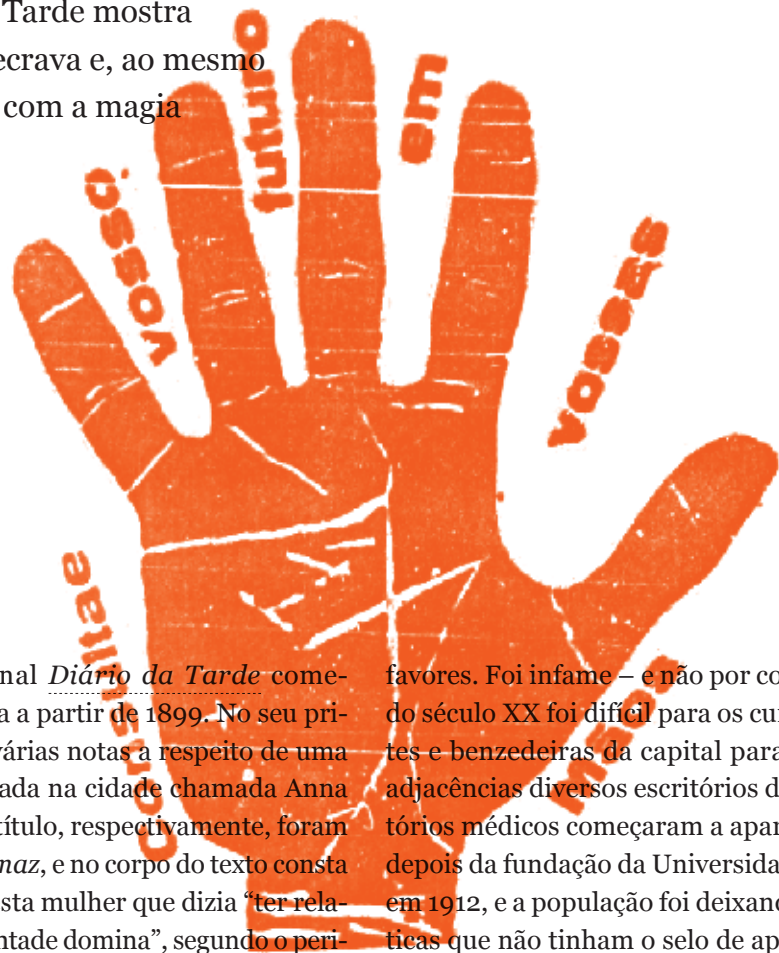 Tarde mostra
ecrava e, ao mesmo
com a magia
Consultae
vosso
futuro
em
vossas
Mãos
nal Diário da Tarde come-
a a partir de 1899. No seu pri-
várias notas a respeito de uma
ada na cidade chamada Anna
título, respectivamente, foram
naz, e no corpo do texto consta
sta mulher que dizia “ter rela-
ntade domina”, segundo o peri-
favores. Foi infame – e não por co
do século XX foi difícil para os cu
tes e benzedeiras da capital para
adjacências diversos escritórios d
tórios médicos começaram a apar
depois da fundação da Universida
em 1912, e a população foi deixan
ticas que não tinham o selo de ap